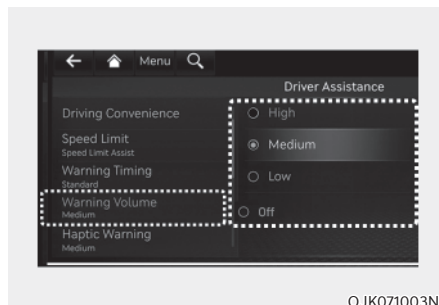 Menu
Driver Assistance
Driving Convenience
Speed Limit
Speed Limit Assist
Warning Timing
Standard
Warning Volume
Medium
Haptic Warning
Medium
High
Medium
Low
Off
OJK071003N